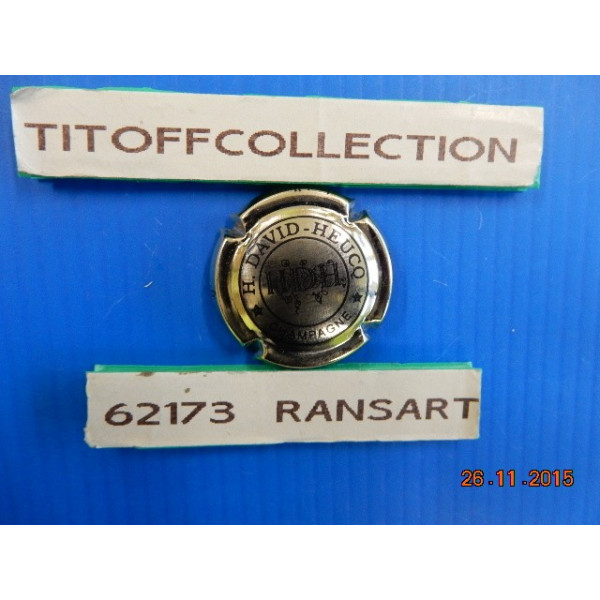 TITOFFCOLLECTION
★ H. DAVID-HEUCQ ★
HDH
CHAMPAGNE
62173 RANSART
26.11.2015